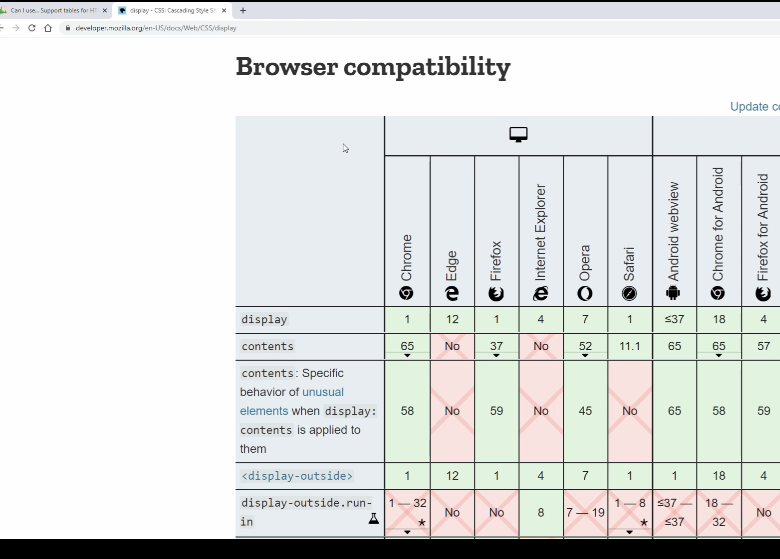 Can I use... Support tables for HT
display - CSS: Cascading Style Sh
developer.mozilla.org/en-US/docs/Web/CSS/display
Browser compatibility
Update co
Chrome Edge Firefox Internet Explorer Opera Safari Android webview Chrome for Android Firefox for Android
display 1 12 1 4 7 1 ≤37 18 4
contents 65 No 37 No 52 11.1 65 65 57
contents: Specific
behavior of unusual
elements when display:
contents is applied to
them
58 No 59 No 45 No 65 58 59
<display-outside> 1 12 1 4 7 1 1 18 4
display-outside.run-
in
1 — 32 * No No 8 7 — 19 1 — 8 * ≤37 — ≤37 18 — 32 No